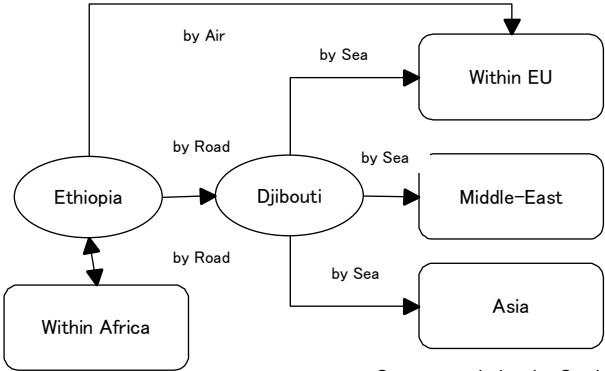 by Air
by Sea
Within EU
by Road
by Sea
Ethiopia
Djibouti
Middle-East
by Road
by Sea
Within Africa
Asia